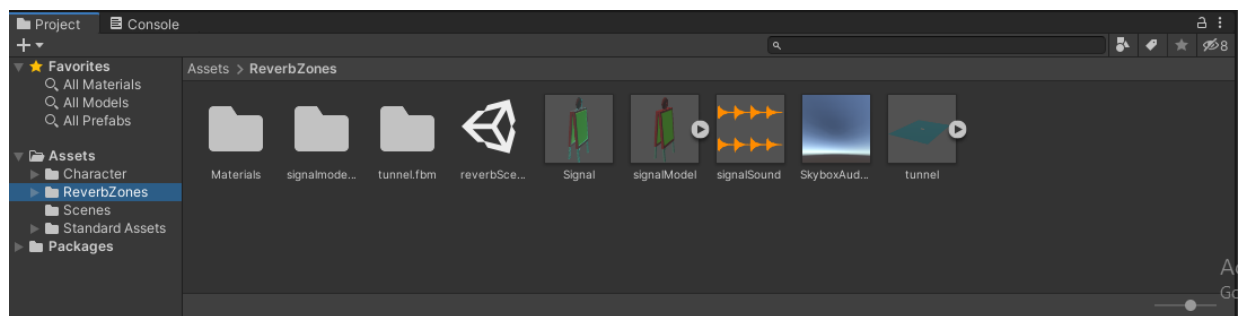 Project
Console
8
Favorites
All Materials
All Models
All Prefabs
Assets
Character
ReverbZones
Scenes
Standard Assets
Packages
Assets > ReverbZones
Materials
signalmode...
tunnel.fbm
reverbSce...
Signal
signalModel
signalSound
SkyboxAud...
tunnel